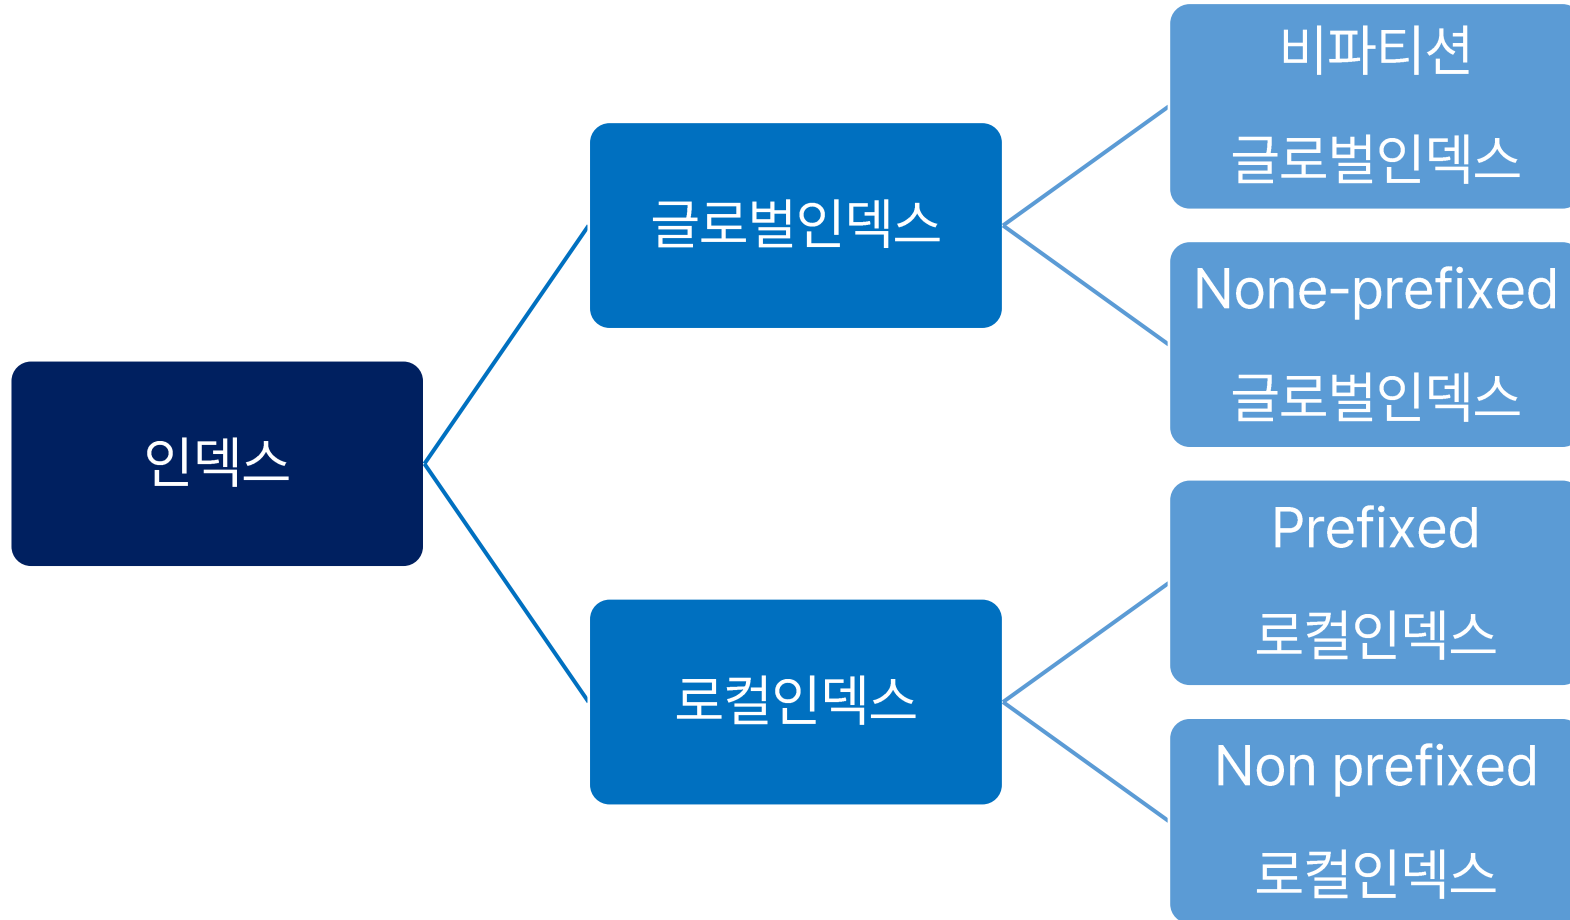 인덱스
글로벌인덱스
비파티션
글로벌인덱스
None-prefixed
글로벌인덱스
로컬인덱스
Prefixed
로컬인덱스
Non prefixed
로컬인덱스